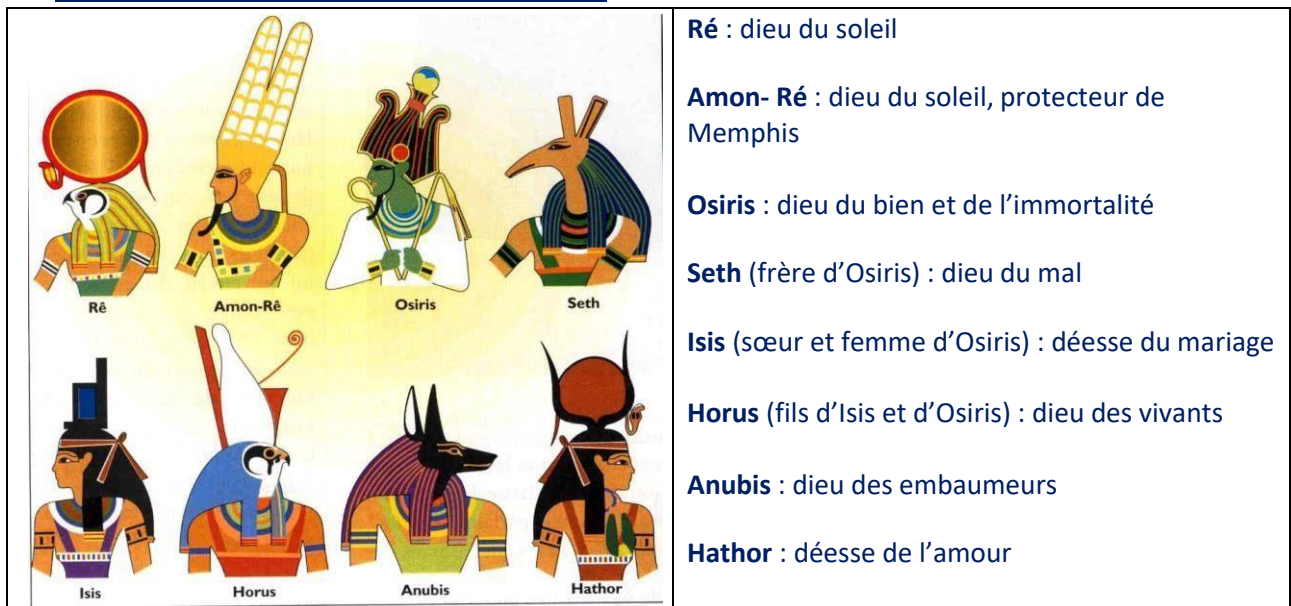 Rê
Amon-Rê
Osiris
Seth
Isis
Horus
Anubis
Hathor
Ré : dieu du soleil
Amon- Ré : dieu du soleil, protecteur de
Memphis
Osiris : dieu du bien et de l’immortalité
Seth (frère d’Osiris) : dieu du mal
Isis (sœur et femme d’Osiris) : déesse du mariage
Horus (fils d’Isis et d’Osiris) : dieu des vivants
Anubis : dieu des embaumeurs
Hathor : déesse de l’amour